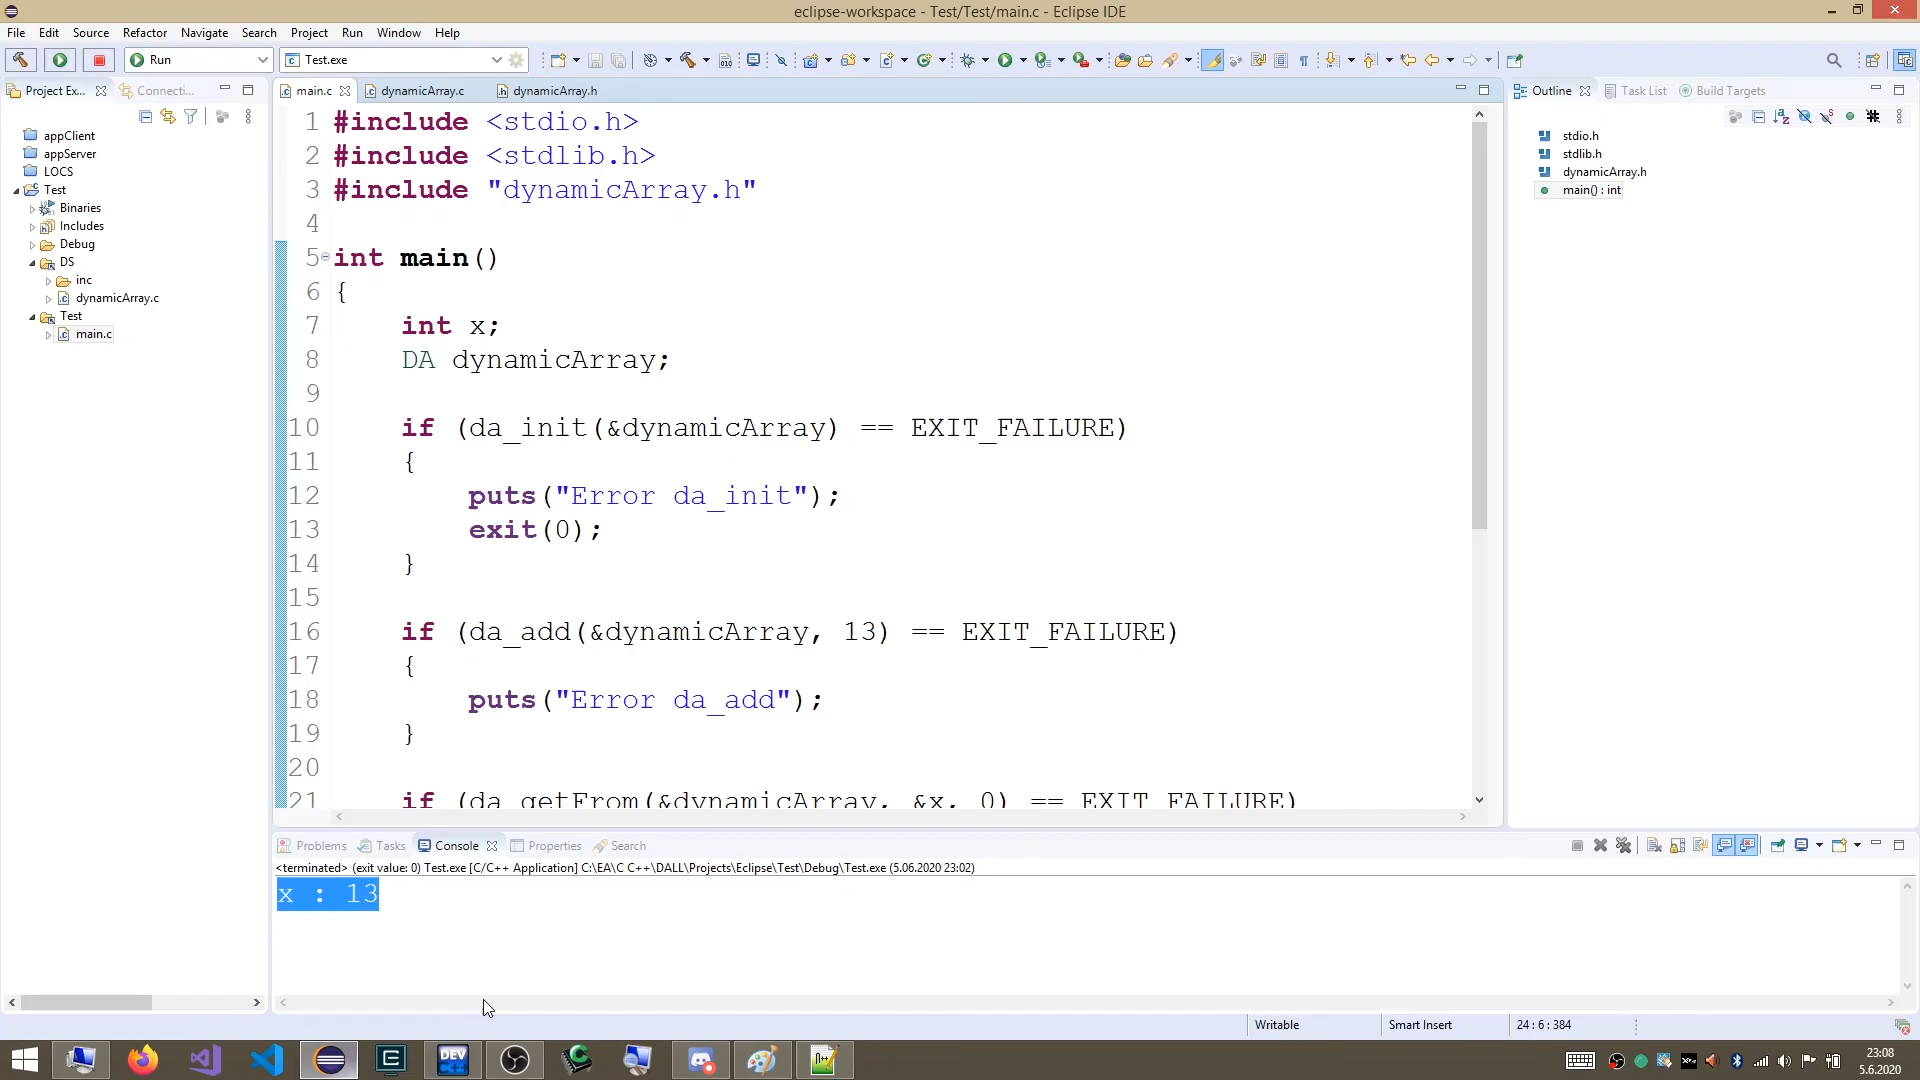 eclipse-workspace - Test/Test/main.c - Eclipse IDE
File Edit Source Refactor Navigate Search Project Run Window Help
Run Test.exe
Project Ex... Connecti... main.c dynamicArray.c dynamicArray.h Outline Task List Build Targets
appClient
appServer
LOCS
Test
Binaries
Includes
Debug
DS
inc
dynamicArray.c
Test
main.c
1 #include <stdio.h>
2 #include <stdlib.h>
3 #include "dynamicArray.h"
4
5 int main()
6 {
7 int x;
8 DA dynamicArray;
9
10 if (da_init(&dynamicArray) == EXIT_FAILURE)
11 {
12 puts("Error da_init");
13 exit(0);
14 }
15
16 if (da_add(&dynamicArray, 13) == EXIT_FAILURE)
17 {
18 puts("Error da_add");
19 }
20
21 if (da_getFrom(&dynamicArray, &x, 0) == EXIT_FAILURE)
stdio.h
stdlib.h
dynamicArray.h
main() : int
Problems Tasks Console Properties Search
<terminated> (exit value: 0) Test.exe [C/C++ Application] C:\EA\C C++\DALL\Projects\Eclipse\Test\Debug\Test.exe (5.06.2020 23:02)
x : 13
Writable Smart Insert 24 : 6 : 384
DEV
23:08
5.6.2020